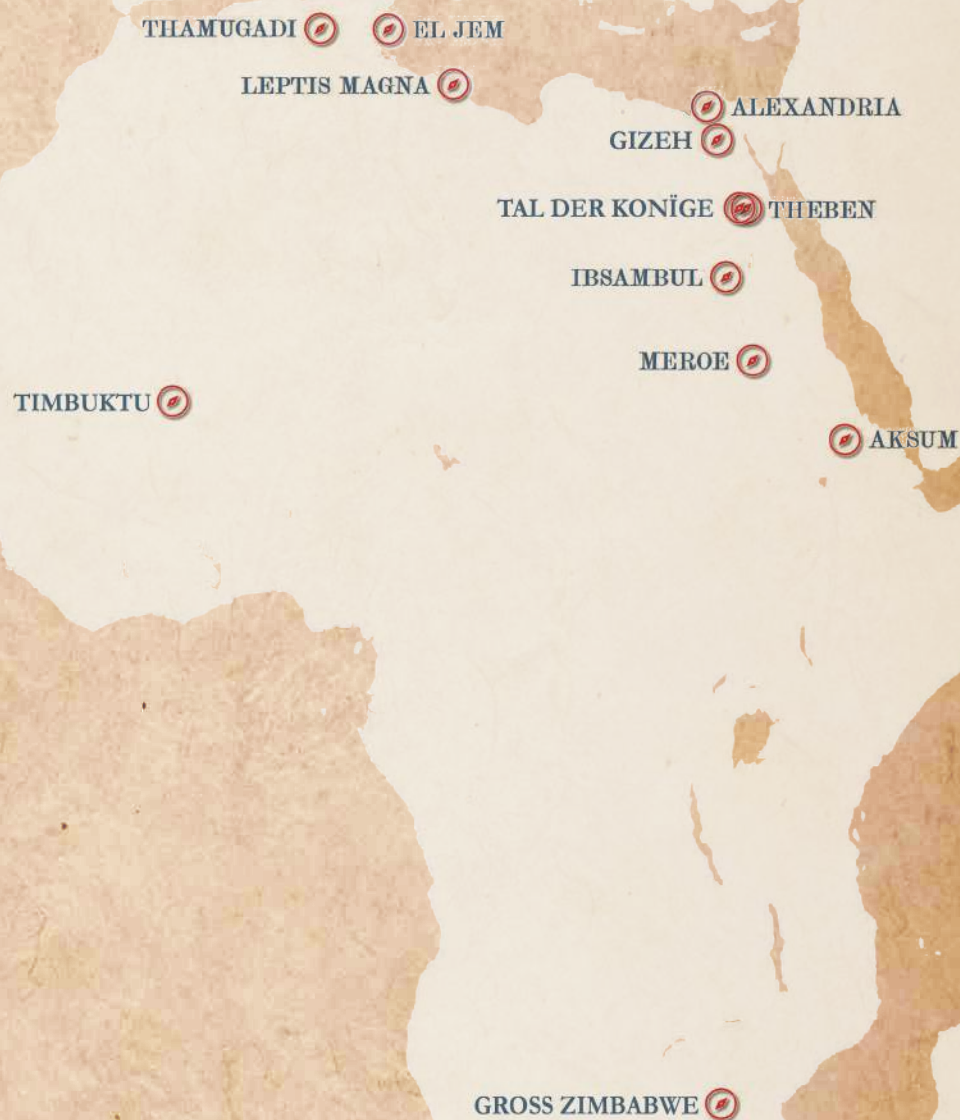 THAMUGADI
EL JEM
LEPTIS MAGNA
ALEXANDRIA
GIZEH
TAL DER KONÏGE
THEBEN
IBSAMBUL
MEROE
TIMBUKTU
AKSUM
GROSS ZIMBABWE